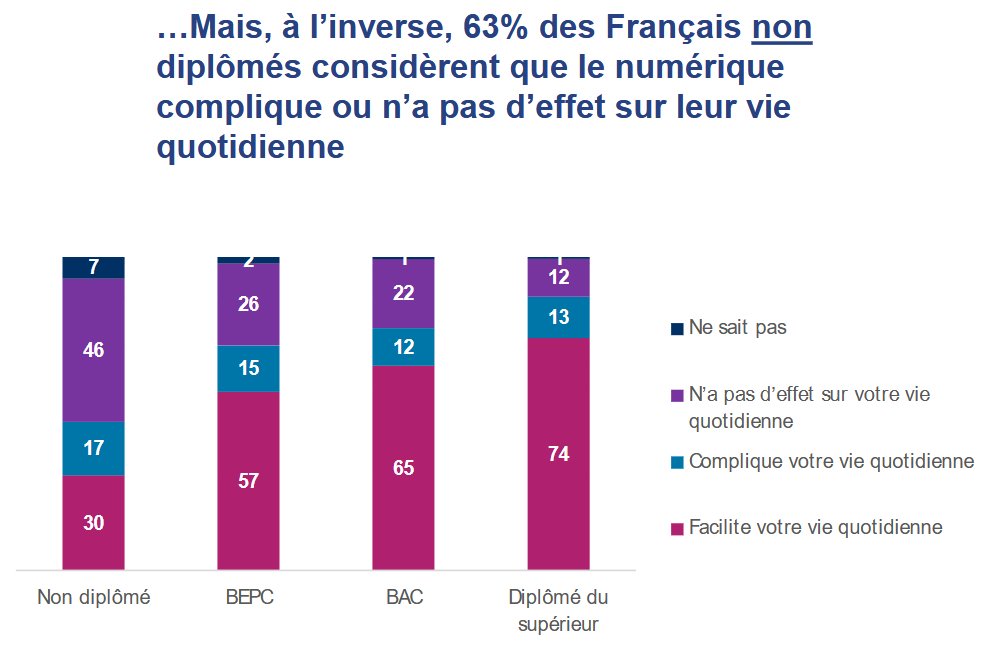 …Mais, à l’inverse, 63% des Français non
diplômés considèrent que le numérique
complique ou n’a pas d’effet sur leur vie
quotidienne
7
2
1
1
46
26
22
12
17
15
12
13
30
57
65
74
Non diplômé
BEPC
BAC
Diplômé du
supérieur
Ne sait pas
N’a pas d’effet sur votre vie
quotidienne
Complique votre vie quotidienne
Facilite votre vie quotidienne